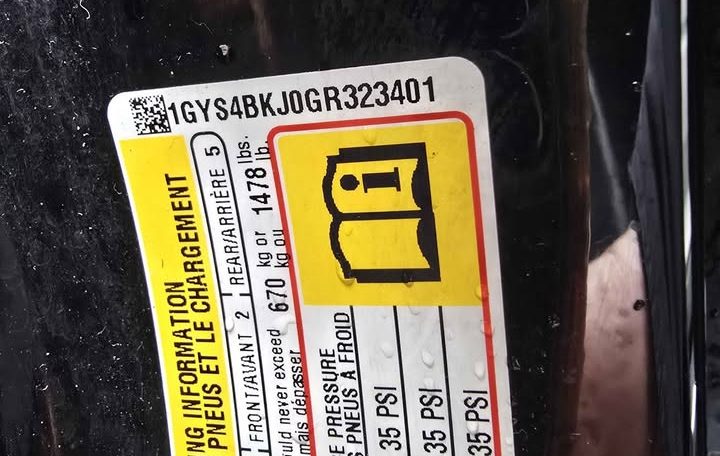 1GYS4BKJ0GR323401
NG INFORMATION
PNEUS ET LE CHARGEMENT
FRONT/AVANT 2 REAR/ARRIÈRE 5
uld never exceed 670 kg or 1478 lbs.
mais dépasser kg ou lb.
E PRESSURE
S PNEUS À FROID
35 PSI
35 PSI
35 PSI